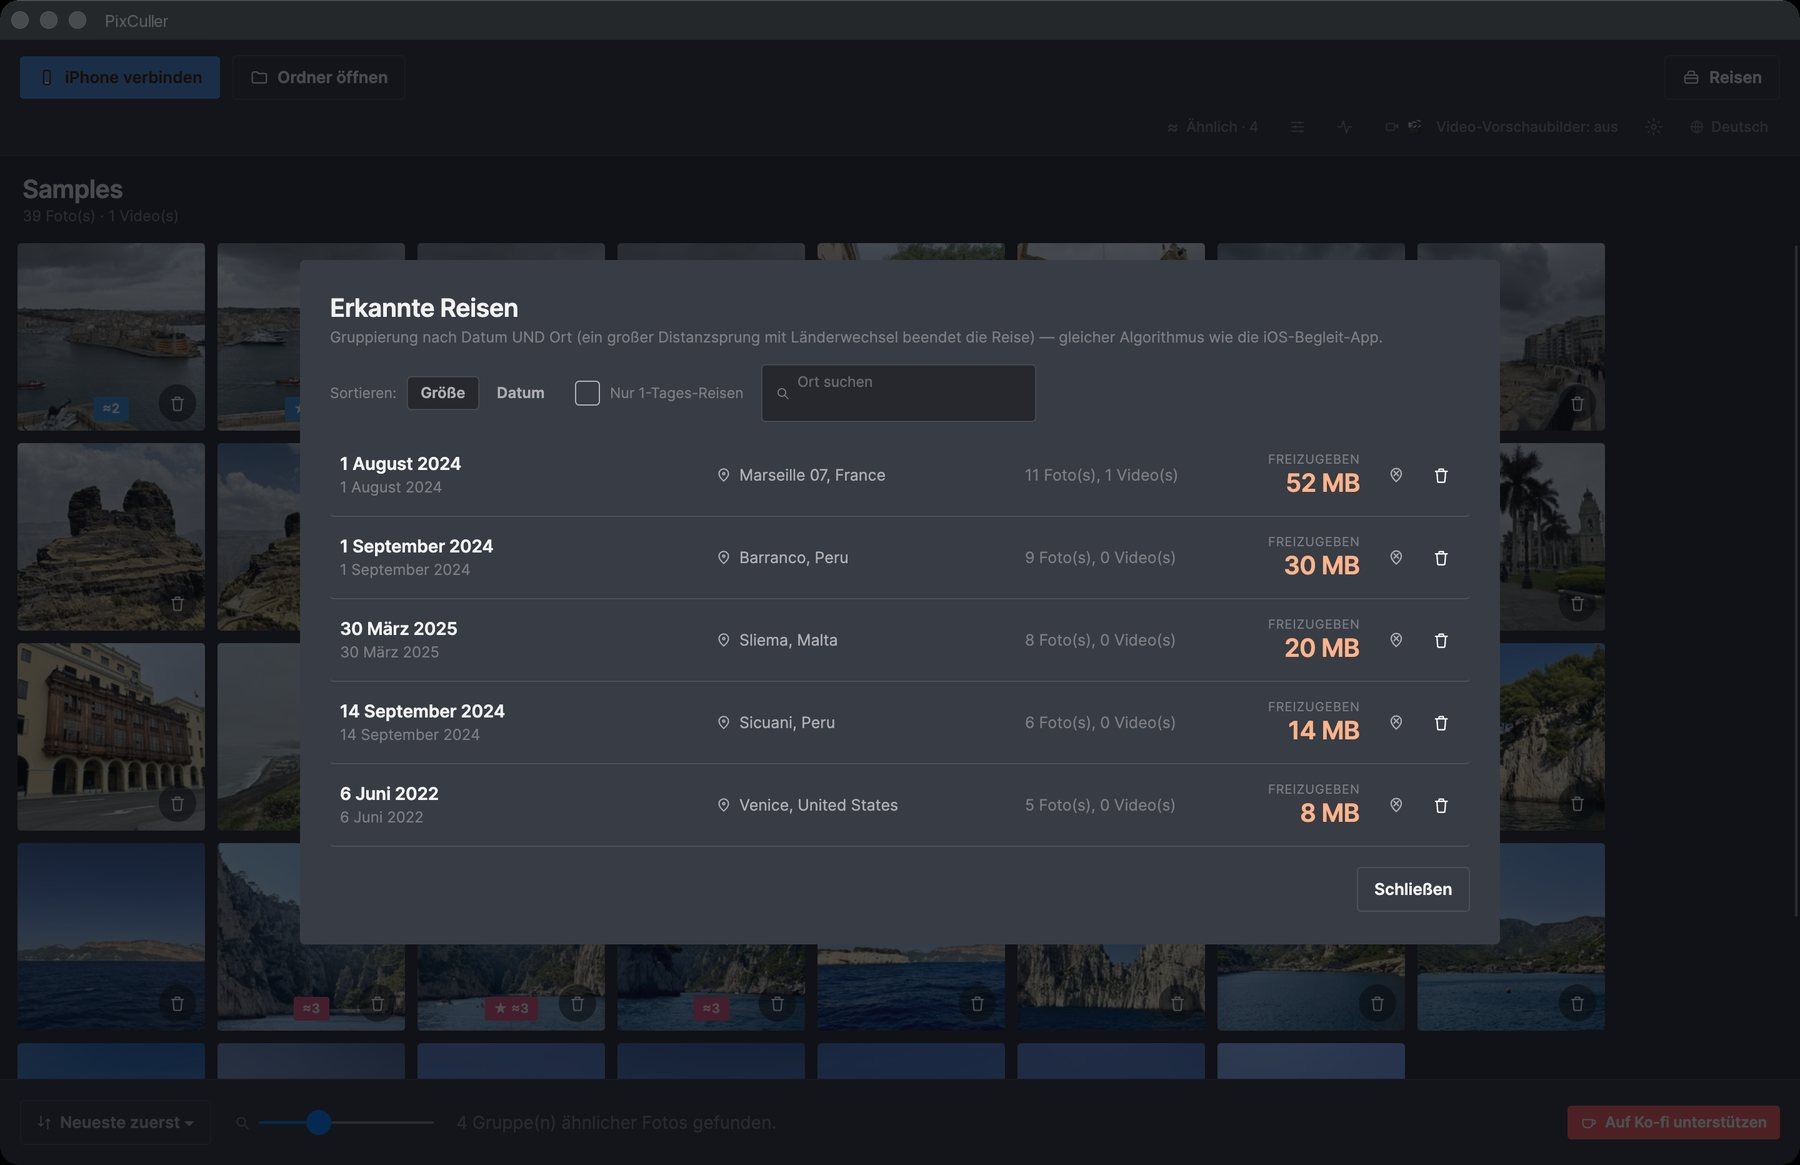 PixCuller
iPhone verbinden
Ordner öffnen
Reisen
≈ Ähnlich · 4
Video-Vorschaubilder: aus
Deutsch
Samples
39 Foto(s) · 1 Video(s)
≈2
Erkannte Reisen
Gruppierung nach Datum UND Ort (ein großer Distanzsprung mit Länderwechsel beendet die Reise) — gleicher Algorithmus wie die iOS-Begleit-App.
Sortieren: Größe Datum Nur 1-Tages-Reisen Ort suchen
1 August 2024
1 August 2024
Marseille 07, France
11 Foto(s), 1 Video(s)
FREIZUGEBEN
52 MB
1 September 2024
1 September 2024
Barranco, Peru
9 Foto(s), 0 Video(s)
FREIZUGEBEN
30 MB
30 März 2025
30 März 2025
Sliema, Malta
8 Foto(s), 0 Video(s)
FREIZUGEBEN
20 MB
14 September 2024
14 September 2024
Sicuani, Peru
6 Foto(s), 0 Video(s)
FREIZUGEBEN
14 MB
6 Juni 2022
6 Juni 2022
Venice, United States
5 Foto(s), 0 Video(s)
FREIZUGEBEN
8 MB
Schließen
≈3
★ ≈3
≈3
Neueste zuerst
4 Gruppe(n) ähnlicher Fotos gefunden.
Auf Ko-fi unterstützen